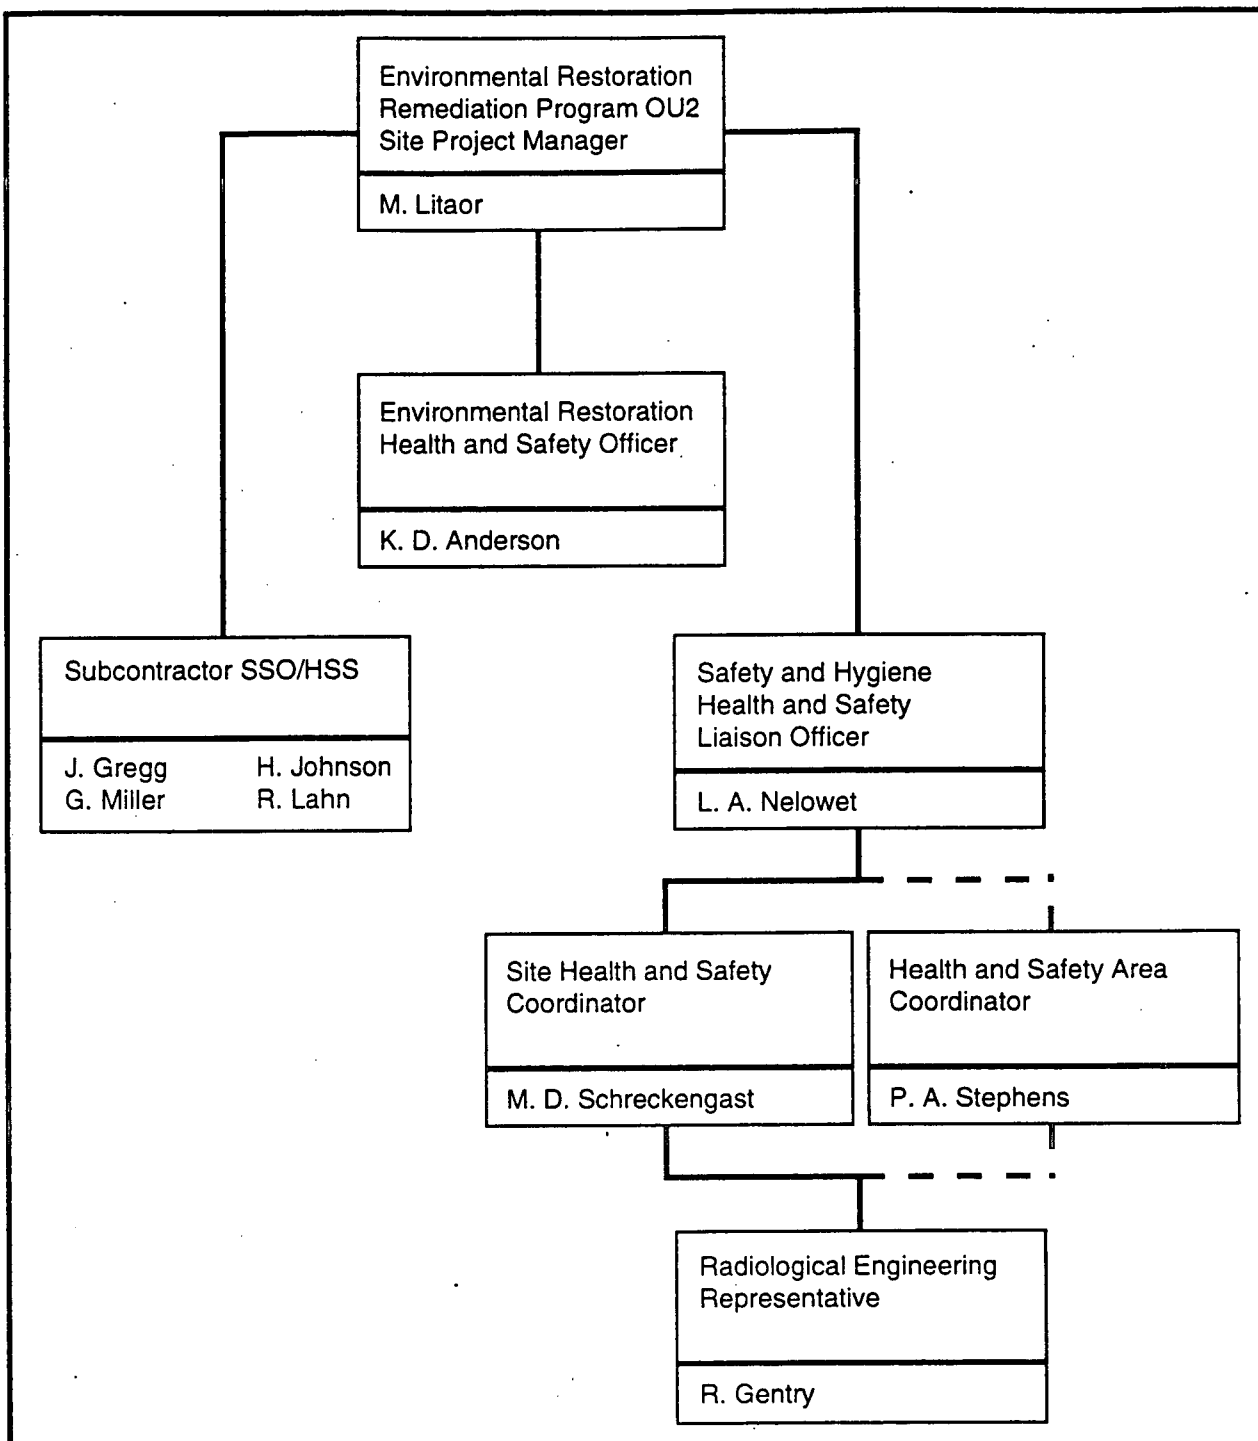 Environmental Restoration
Remediation Program OU2
Site Project Manager
M. Litaor
Environmental Restoration
Health and Safety Officer
K. D. Anderson
Subcontractor SSO/HSS
J. Gregg H. Johnson
G. Miller R. Lahn
Safety and Hygiene
Health and Safety
Liaison Officer
L. A. Nelowet
Site Health and Safety
Coordinator
M. D. Schreckengast
Health and Safety Area
Coordinator
P. A. Stephens
Radiological Engineering
Representative
R. Gentry